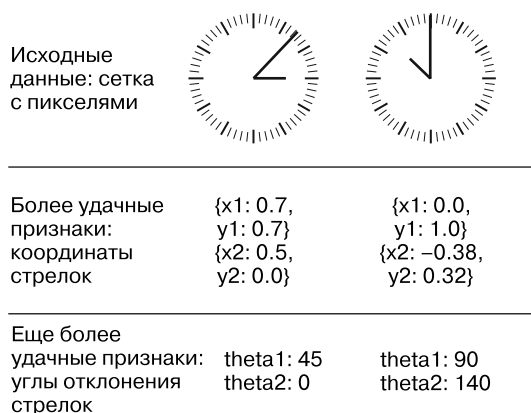 Исходные
данные: сетка
с пикселями
Более удачные
признаки:
координаты
стрелок
{x1: 0.7,
y1: 0.7}
{x2: 0.5,
y2: 0.0}
{x1: 0.0,
y1: 1.0}
{x2: –0.38,
y2: 0.32}
Еще более
удачные признаки:
углы отклонения
стрелок
theta1: 45
theta2: 0
theta1: 90
theta2: 140